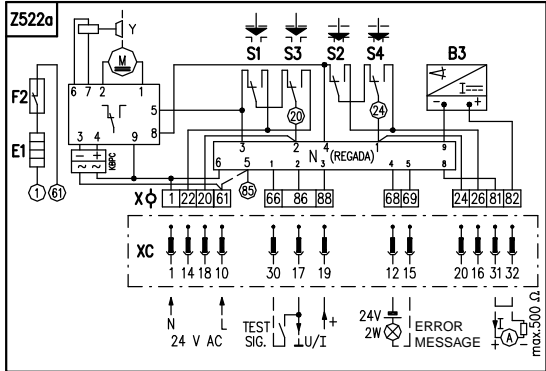 Z522a
Y
M
S1 S3 S2 S4 B3
6 7 2 1
I
F2
5
8
20 24
- +
E1
3 2 4 1 9
N (REGADA)
3 4 9
- +
~ ~
KBPC
6 5 1 2 3 4 5 8
1 61
85
X 1 22 20 61 66 86 88 68 69 24 26 81 82
XC
1 14 18 10 30 17 19 12 15 20 16 31 32
N L
24 V AC
TEST
SIG.
U/I
+
24V
2W
ERROR
MESSAGE
I
A
- +
max.500 Ω